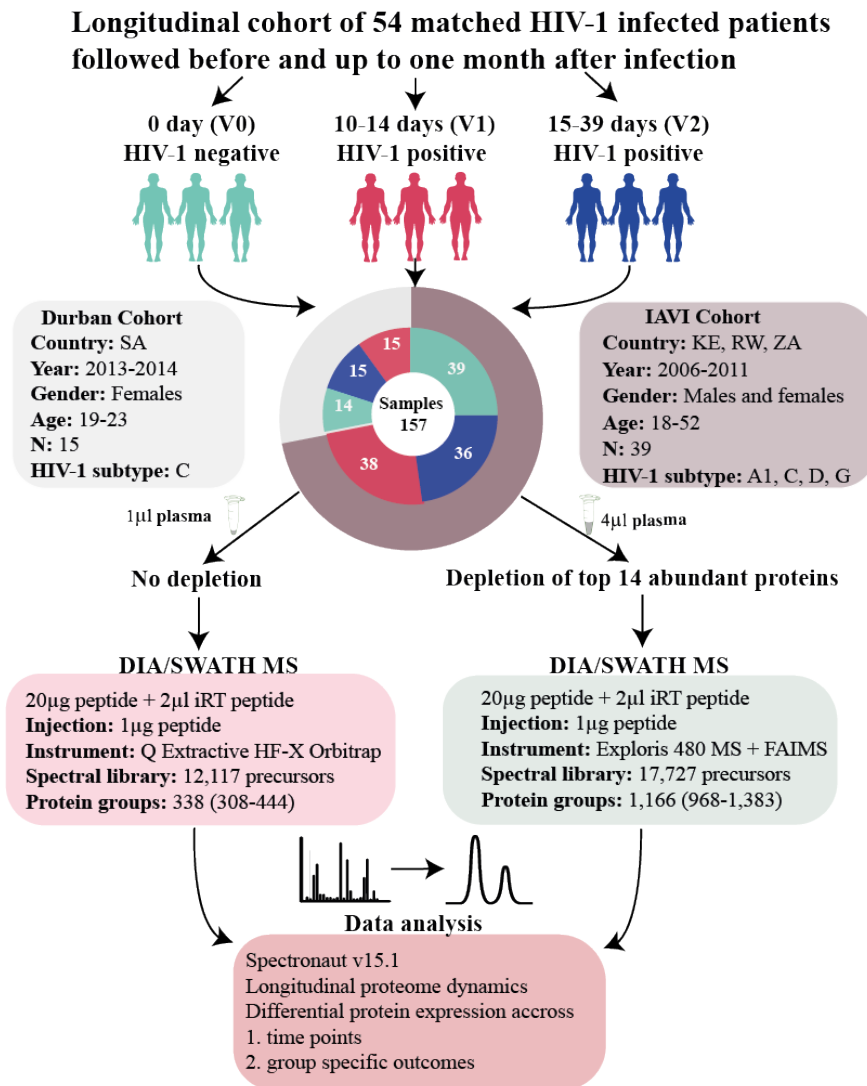 Longitudinal cohort of 54 matched HIV-1 infected patients
followed before and up to one month after infection
0 day (V0)
HIV-1 negative
10-14 days (V1)
HIV-1 positive
15-39 days (V2)
HIV-1 positive
Durban Cohort
Country: SA
Year: 2013-2014
Gender: Females
Age: 19-23
N: 15
HIV-1 subtype: C
15
39
15
14
Samples
157
38
36
IAVI Cohort
Country: KE, RW, ZA
Year: 2006-2011
Gender: Males and females
Age: 18-52
N: 39
HIV-1 subtype: A1, C, D, G
1μl plasma
4μl plasma
No depletion
Depletion of top 14 abundant proteins
DIA/SWATH MS
20μg peptide + 2μl iRT peptide
Injection: 1μg peptide
Instrument: Q Extractive HF-X Orbitrap
Spectral library: 12,117 precursors
Protein groups: 338 (308-444)
DIA/SWATH MS
20μg peptide + 2μl iRT peptide
Injection: 1μg peptide
Instrument: Exploris 480 MS + FAIMS
Spectral library: 17,727 precursors
Protein groups: 1,166 (968-1,383)
Data analysis
Spectronaut v15.1
Longitudinal proteome dynamics
Differential protein expression accross
1. time points
2. group specific outcomes